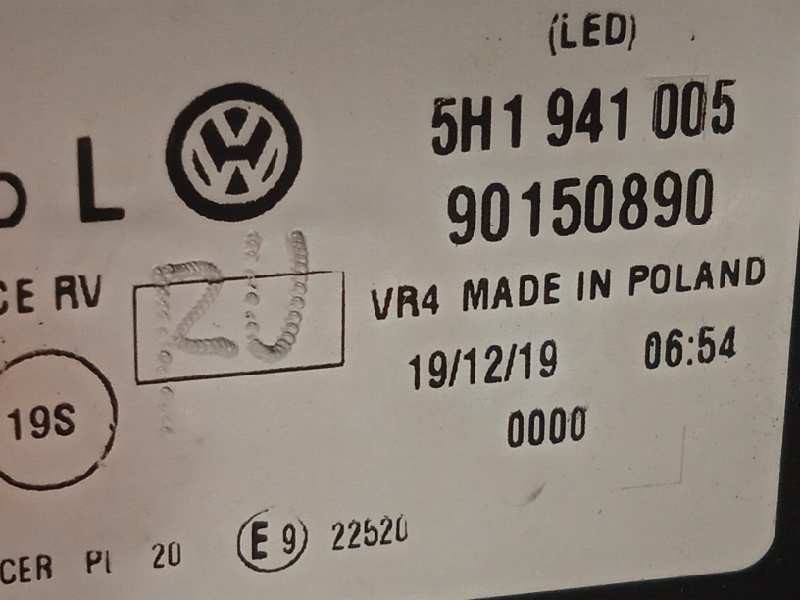 (LED)
L
5H1 941 005
90150890
CE RV
VR4 MADE IN POLAND
19/12/19 06:54
19S
0000
CER PI 20 E9 22520